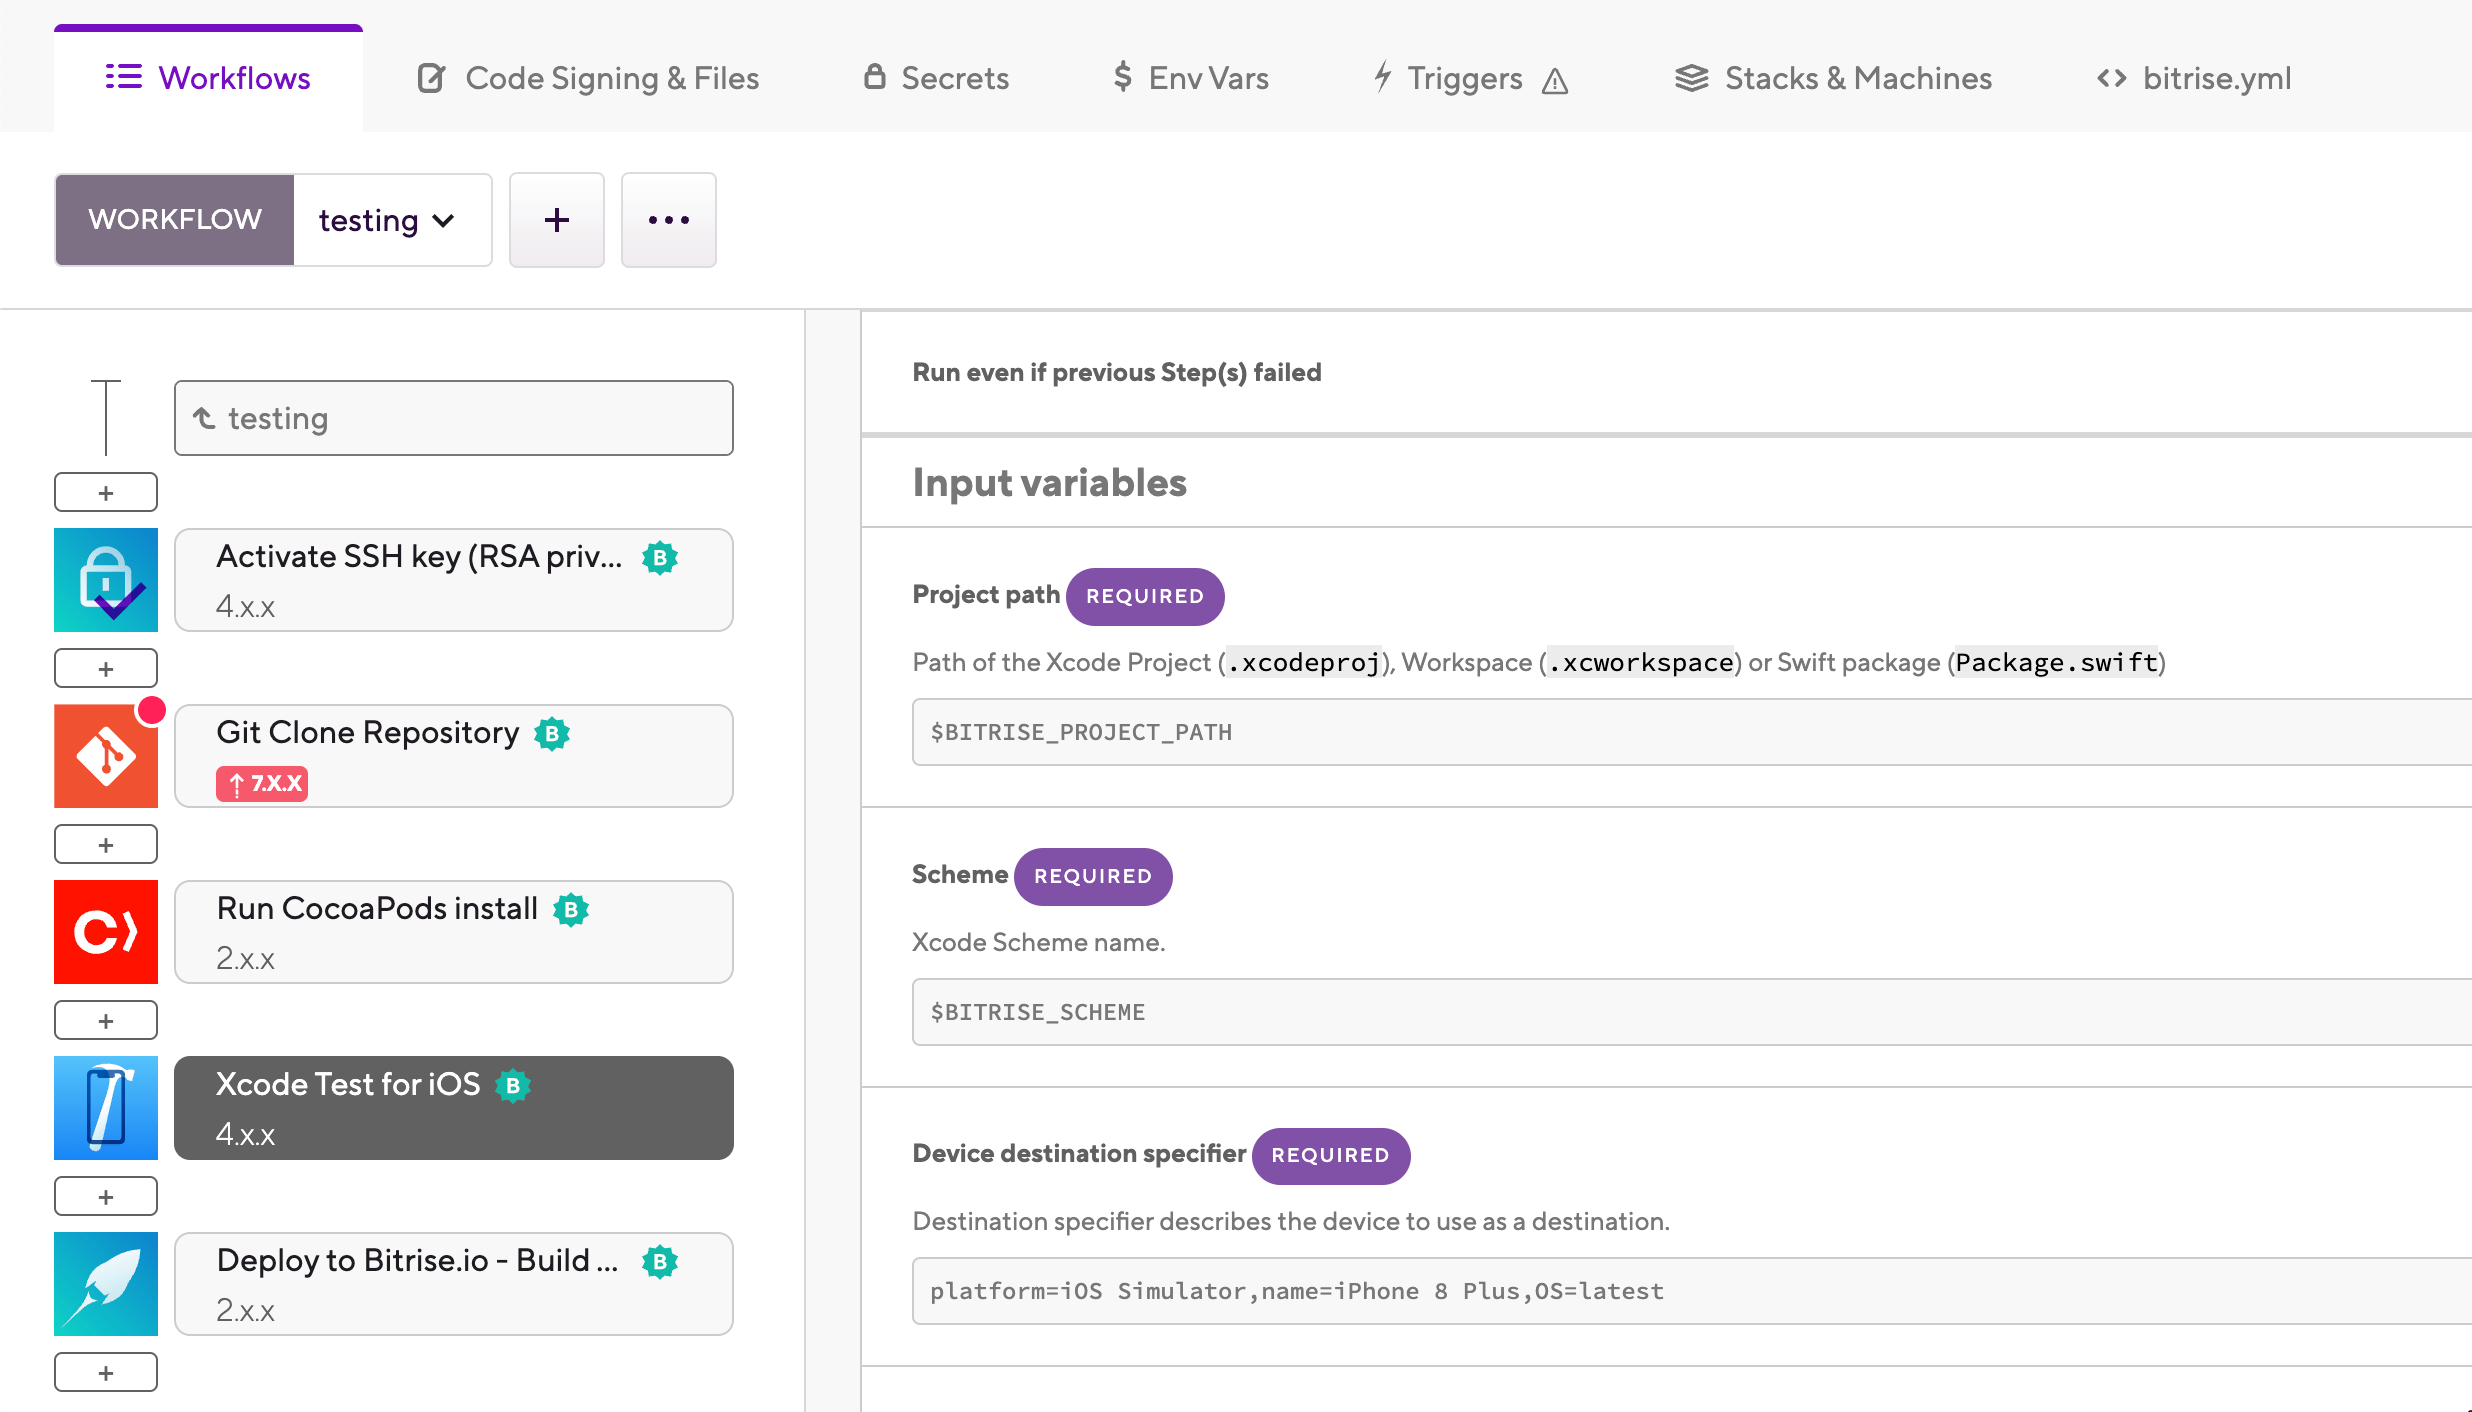 Workflows
Code Signing & Files
Secrets
$ Env Vars
Triggers
Stacks & Machines
<> bitrise.yml
WORKFLOW testing
+
...
testing
+
Activate SSH key (RSA priv... B
4.x.x
+
Git Clone Repository B
↑ 7.X.X
+
Run CocoaPods install B
2.x.x
+
Xcode Test for iOS B
4.x.x
+
Deploy to Bitrise.io - Build ... B
2.x.x
+
Run even if previous Step(s) failed
Input variables
Project path REQUIRED
Path of the Xcode Project (.xcodeproj), Workspace (.xcworkspace) or Swift package (Package.swift)
$BITRISE_PROJECT_PATH
Scheme REQUIRED
Xcode Scheme name.
$BITRISE_SCHEME
Device destination specifier REQUIRED
Destination specifier describes the device to use as a destination.
platform=iOS Simulator,name=iPhone 8 Plus,OS=latest